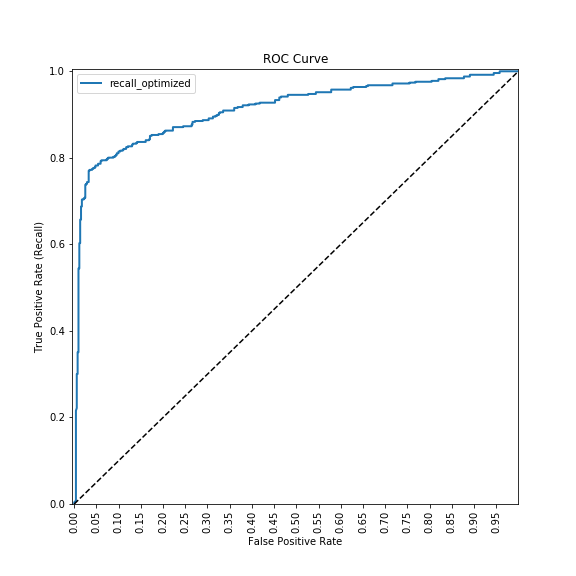 ROC Curve
recall_optimized
True Positive Rate (Recall)
1.0
0.8
0.6
0.4
0.2
0.0
0.00 0.05 0.10 0.15 0.20 0.25 0.30 0.35 0.40 0.45 0.50 0.55 0.60 0.65 0.70 0.75 0.80 0.85 0.90 0.95
False Positive Rate